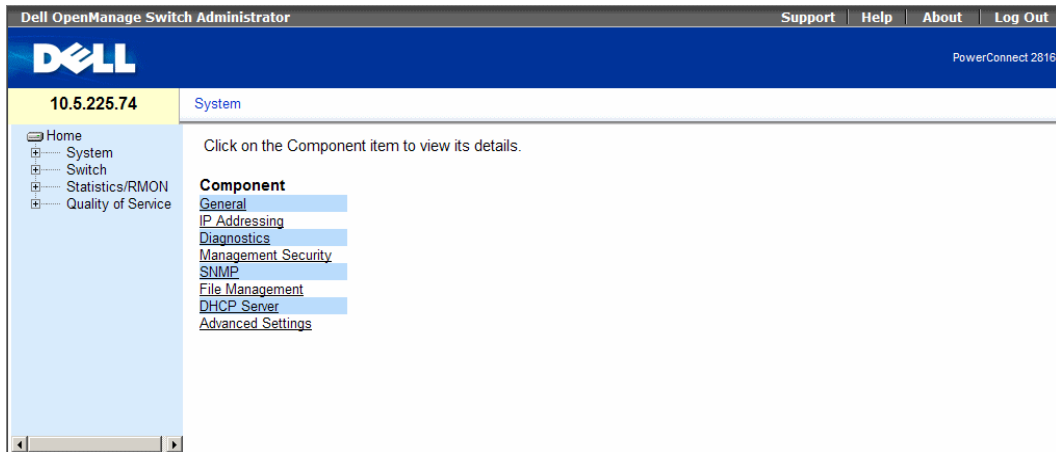 Dell OpenManage Switch Administrator
Support | Help | About | Log Out
DELL
PowerConnect 2816
10.5.225.74
System
Home
System
Switch
Statistics/RMON
Quality of Service
Click on the Component item to view its details.
Component
General
IP Addressing
Diagnostics
Management Security
SNMP
File Management
DHCP Server
Advanced Settings